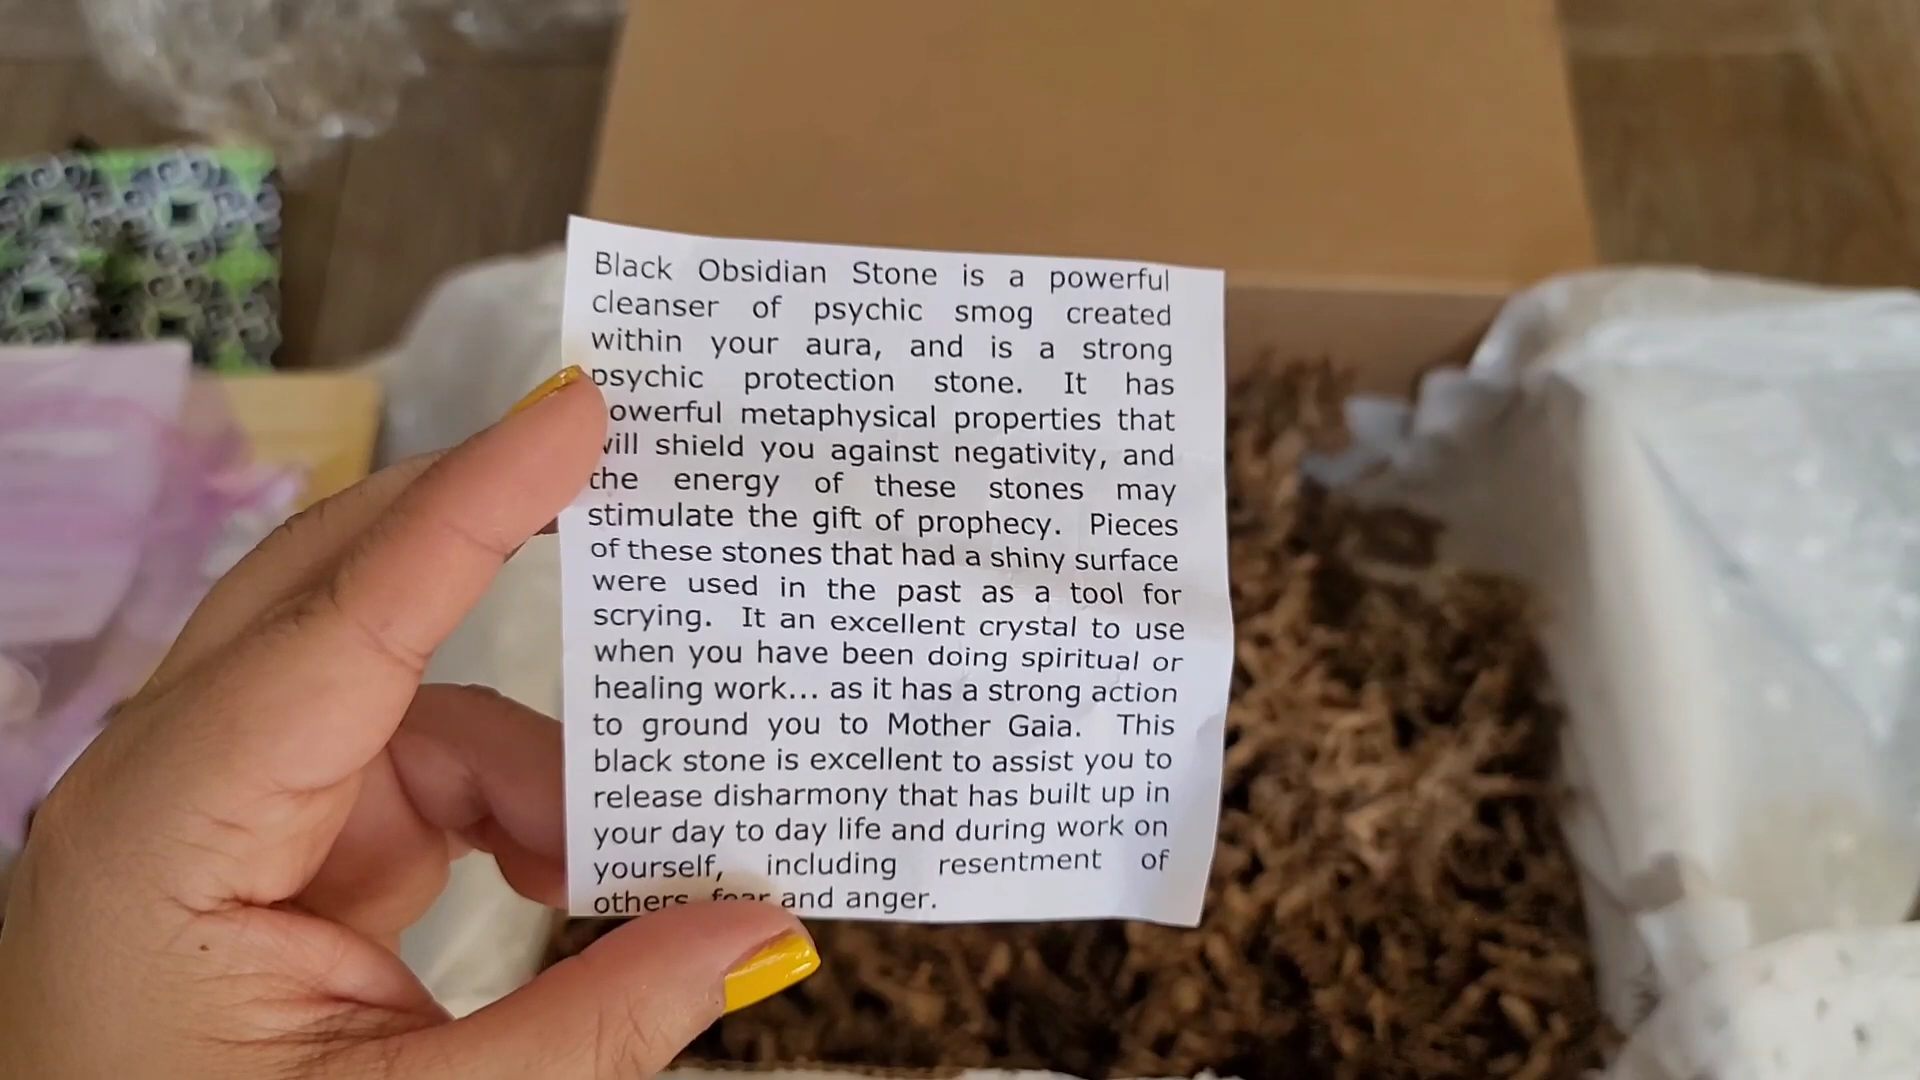 Black Obsidian Stone is a powerful
cleanser of psychic smog created
within your aura, and is a strong
psychic protection stone. It has
powerful metaphysical properties that
will shield you against negativity, and
the energy of these stones may
stimulate the gift of prophecy. Pieces
of these stones that had a shiny surface
were used in the past as a tool for
scrying. It an excellent crystal to use
when you have been doing spiritual or
healing work... as it has a strong action
to ground you to Mother Gaia. This
black stone is excellent to assist you to
release disharmony that has built up in
your day to day life and during work on
yourself, including resentment of
others, fear and anger.